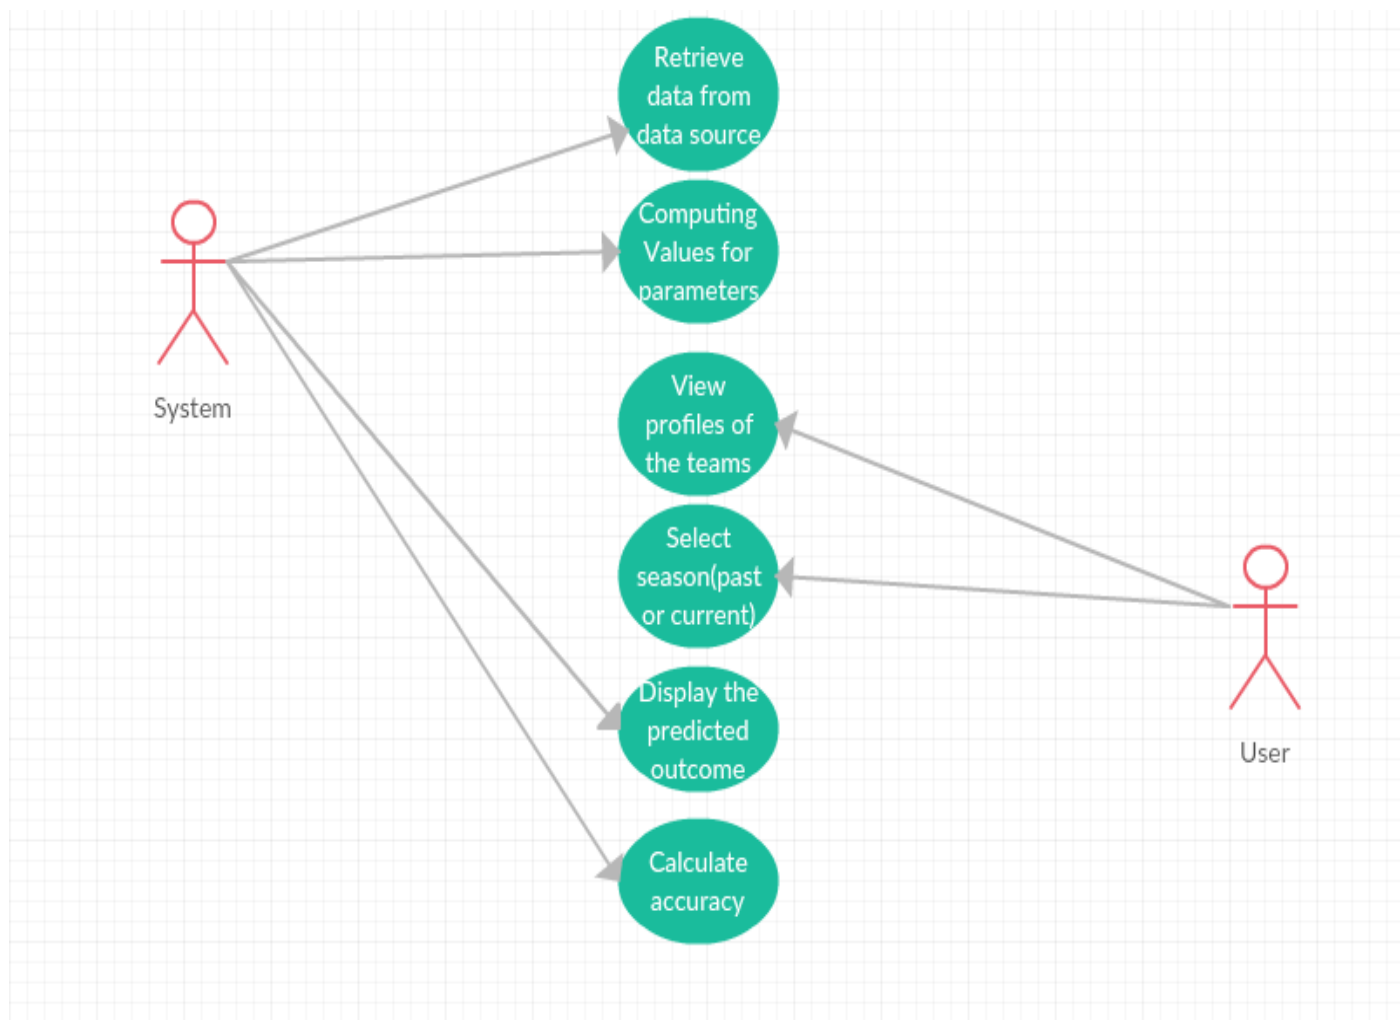 Retrieve
data from
data source
Computing
Values for
parameters
System
View
profiles of
the teams
Select
season(past
or current)
Display the
predicted
outcome
User
Calculate
accuracy